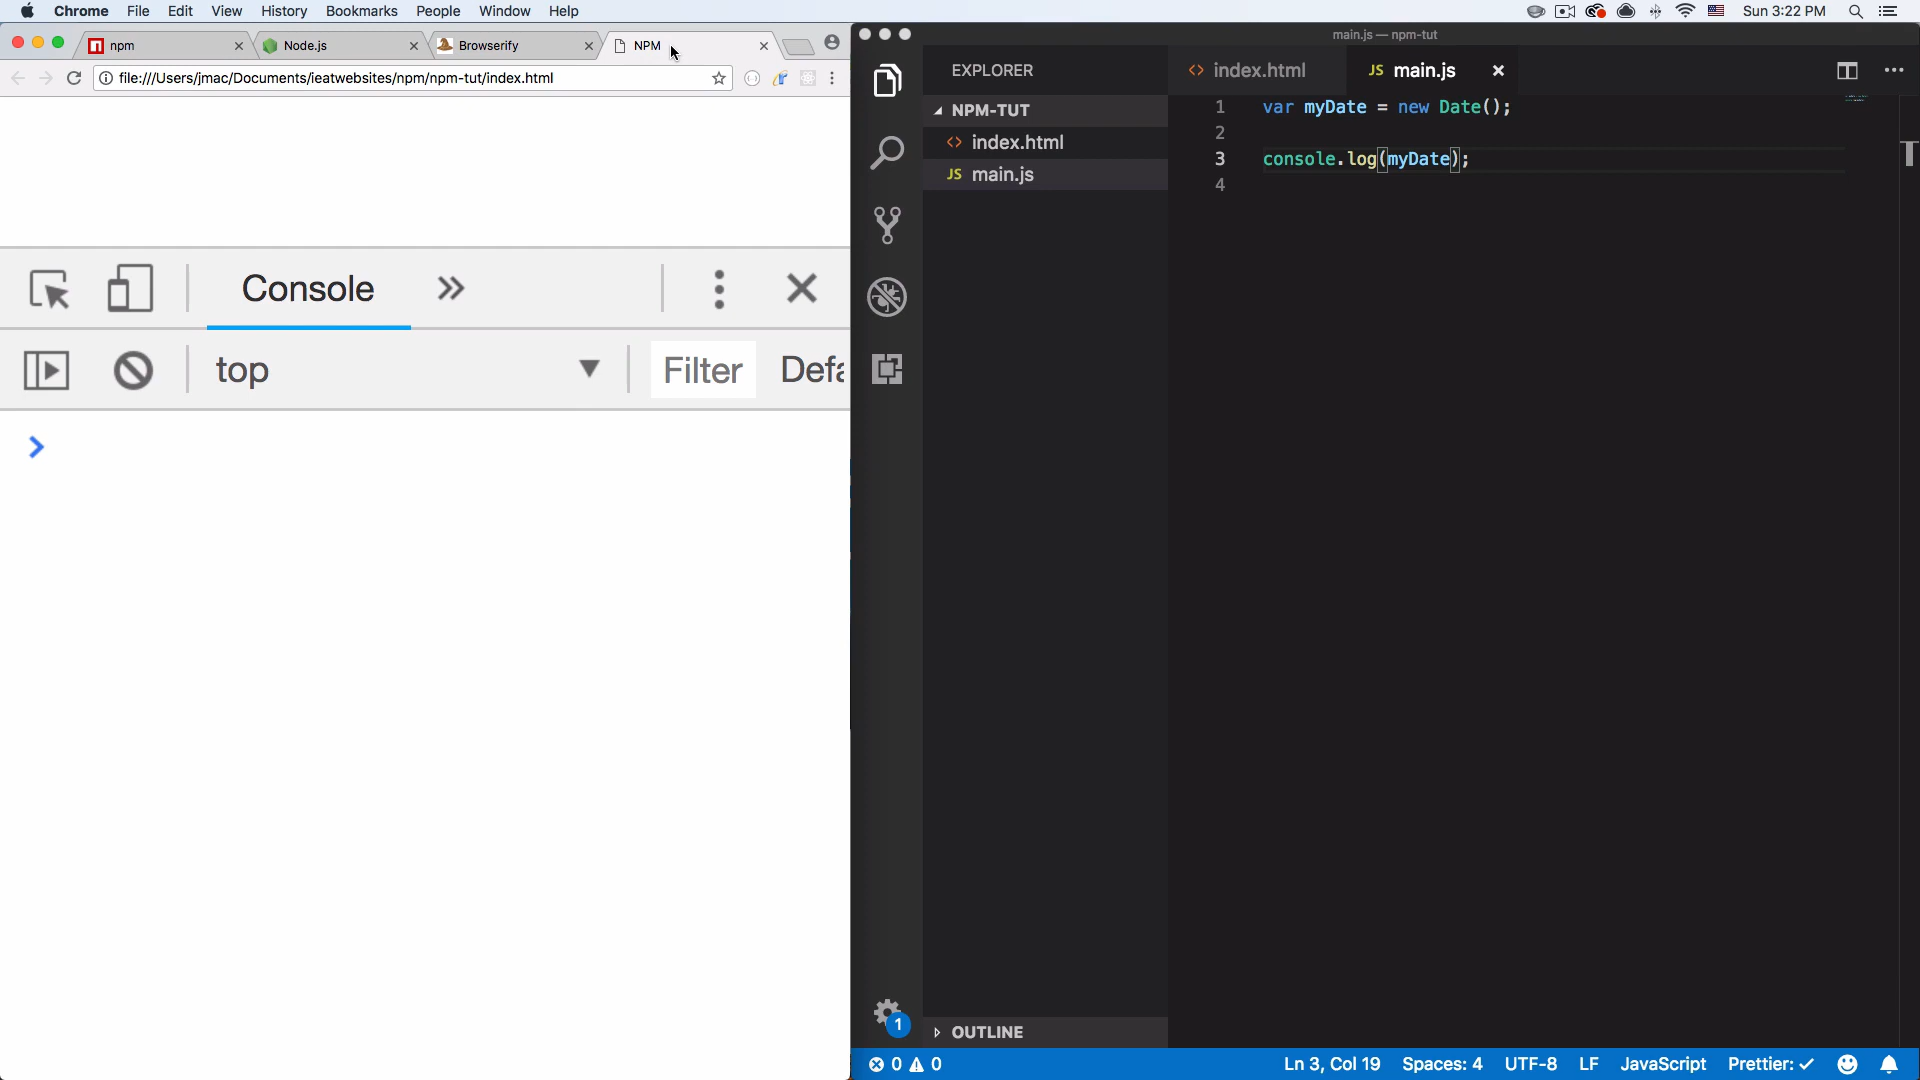 Chrome File Edit View History Bookmarks People Window Help Sun 3:22 PM
npm Node.js Browserify NPM
file:///Users/jmac/Documents/ieatwebsites/npm/npm-tut/index.html
Console
top Filter Defa
main.js — npm-tut
EXPLORER
NPM-TUT
<> index.html
JS main.js
OUTLINE
<> index.html JS main.js
1 var myDate = new Date();
2
3 console.log(myDate);
4
1
0 0 Ln 3, Col 19 Spaces: 4 UTF-8 LF JavaScript Prettier: ✓